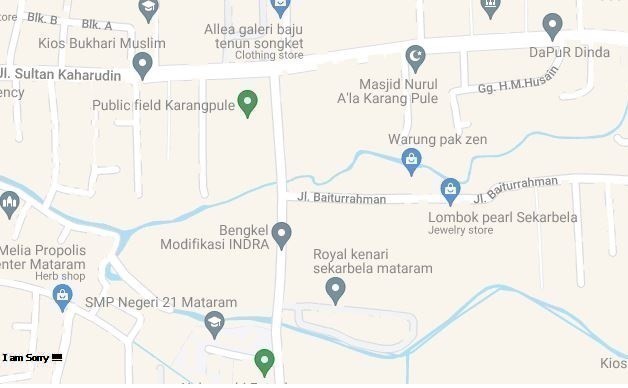 Blk. B
Blk. A
Kios Bukhari Muslim
Allea galeri baju
tenun songket
Clothing store
DaPuR Dinda
Jl. Sultan Kaharudin
ency
Masjid Nurul
A'la Karang Pule
Gg. H.M.Husain
Public field Karangpule
Warung pak zen
Jl. Baiturrahman
Jl. Baiturrahman
Lombok pearl Sekarbela
Jewelry store
Bengkel
Modifikasi INDRA
Melia Propolis
enter Mataram
Herb shop
Royal kenari
sekarbela mataram
SMP Negeri 21 Mataram
I am Sorry !!!!
Kios